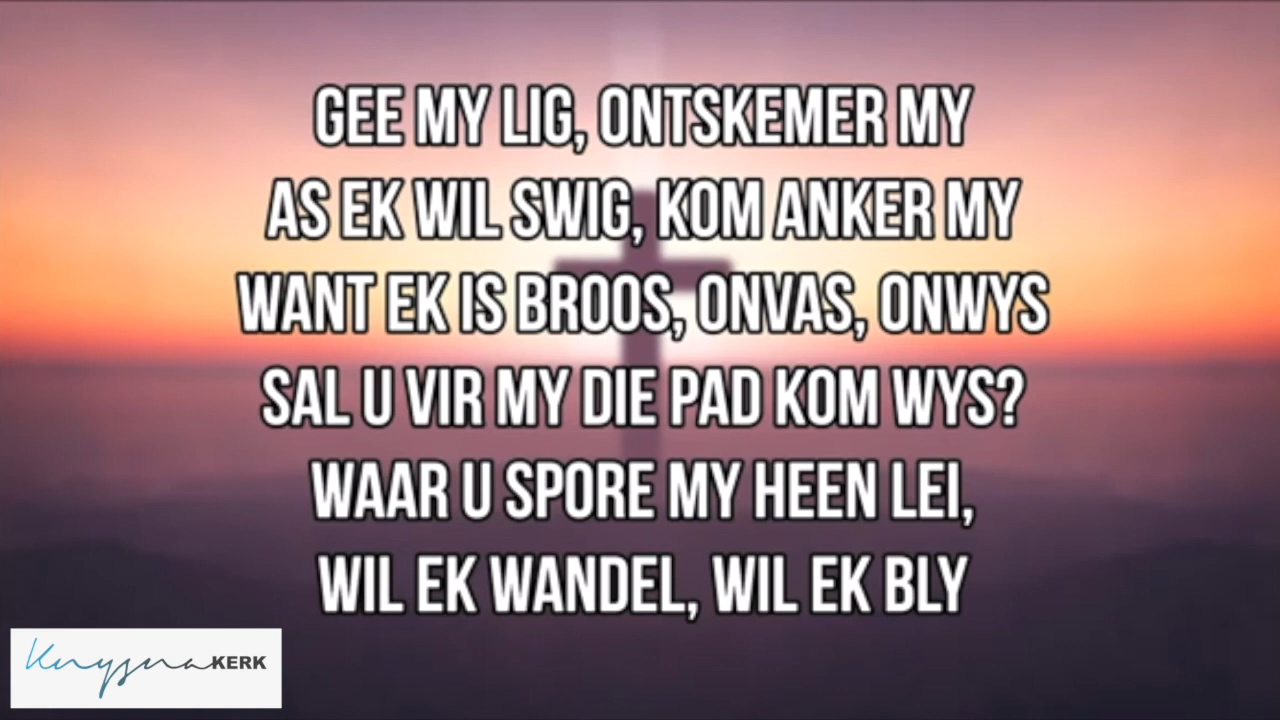 GEE MY LIG, ONTSKEMER MY
AS EK WIL SWIG, KOM ANKER MY
WANT EK IS BROOS, ONVAS, ONWYS
SAL U VIR MY DIE PAD KOM WYS?
WAAR U SPORE MY HEEN LEI,
WIL EK WANDEL, WIL EK BLY
Knysna KERK